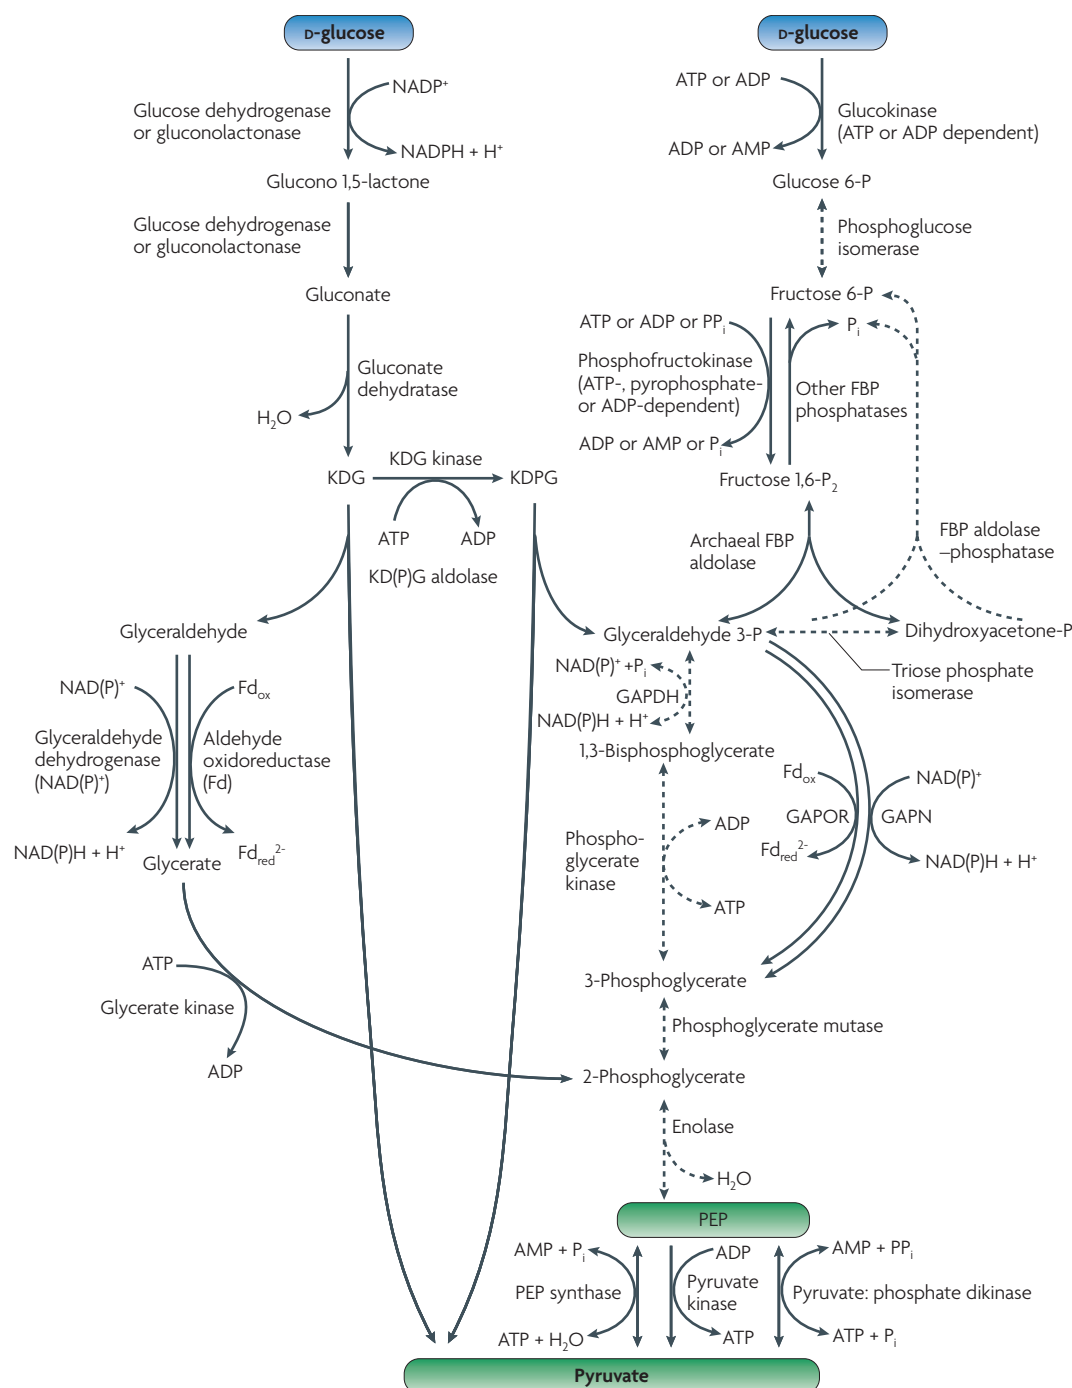 D-glucose
NADP⁺
Glucose dehydrogenase
or gluconolactonase
NADPH + H⁺
Glucono 1,5-lactone
Glucose dehydrogenase
or gluconolactonase
Gluconate
Gluconate
dehydratase
H₂O
KDG
KDG kinase
KDPG
ATP
ADP
KD(P)G aldolase
Glyceraldehyde
NAD(P)⁺
Fd_ox
Glyceraldehyde
dehydrogenase
(NAD(P)⁺)
Aldehyde
oxidoreductase
(Fd)
NAD(P)H + H⁺
Fd_red²⁻
Glycerate
ATP
Glycerate kinase
ADP
D-glucose
ATP or ADP
Glucokinase
(ATP or ADP dependent)
ADP or AMP
Glucose 6-P
Phosphoglucose
isomerase
Fructose 6-P
ATP or ADP or PPᵢ
Pᵢ
Phosphofructokinase
(ATP-, pyrophosphate-
or ADP-dependent)
Other FBP
phosphatases
ADP or AMP or Pᵢ
Fructose 1,6-P₂
Archaeal FBP
aldolase
FBP aldolase
–phosphatase
Glyceraldehyde 3-P
Dihydroxyacetone-P
Triose phosphate
isomerase
NAD(P)⁺ +Pᵢ
GAPDH
NAD(P)H + H⁺
1,3-Bisphosphoglycerate
Fd_ox
NAD(P)⁺
GAPOR
GAPN
Fd_red²⁻
NAD(P)H + H⁺
ADP
Phospho-
glycerate
kinase
ATP
3-Phosphoglycerate
Phosphoglycerate mutase
2-Phosphoglycerate
Enolase
H₂O
PEP
AMP + Pᵢ
PEP synthase
ATP + H₂O
ADP
Pyruvate
kinase
ATP
AMP + PPᵢ
Pyruvate: phosphate dikinase
ATP + Pᵢ
Pyruvate